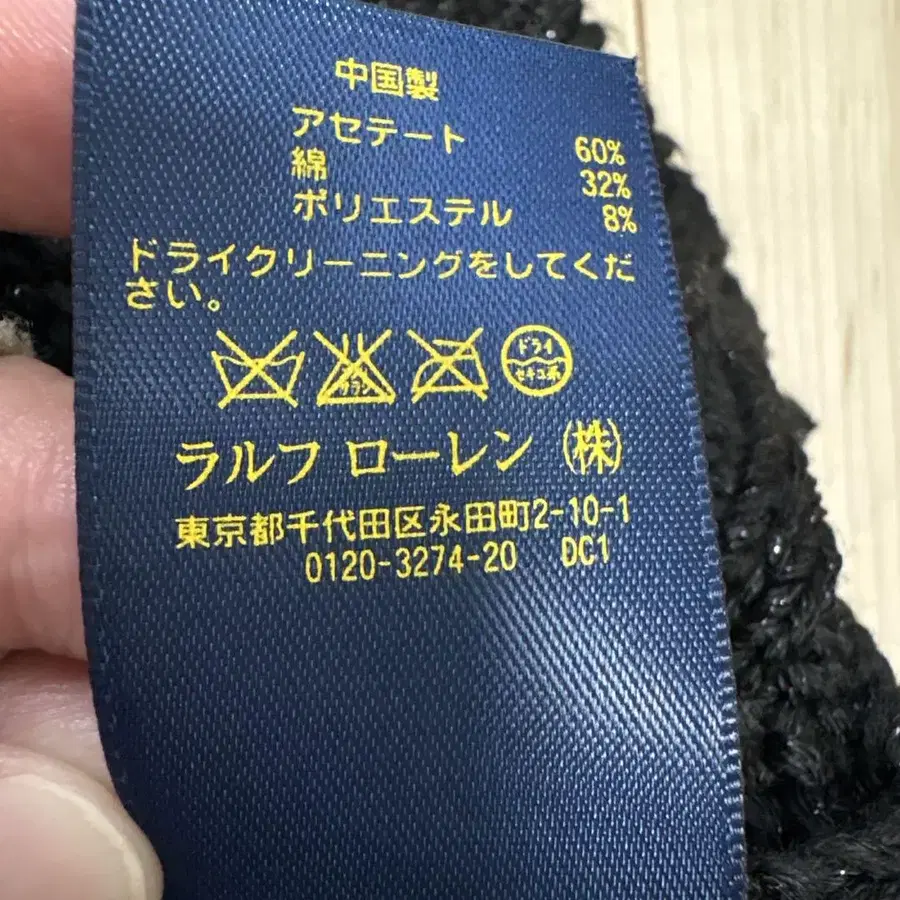 中国製
アセテート 60%
綿 32%
ポリエステル 8%
ドライクリーニングをしてくだ
さい。
ドライ
セキユ系
ラルフ ローレン (株)
東京都千代田区永田町2-10-1
0120-3274-20 DC1